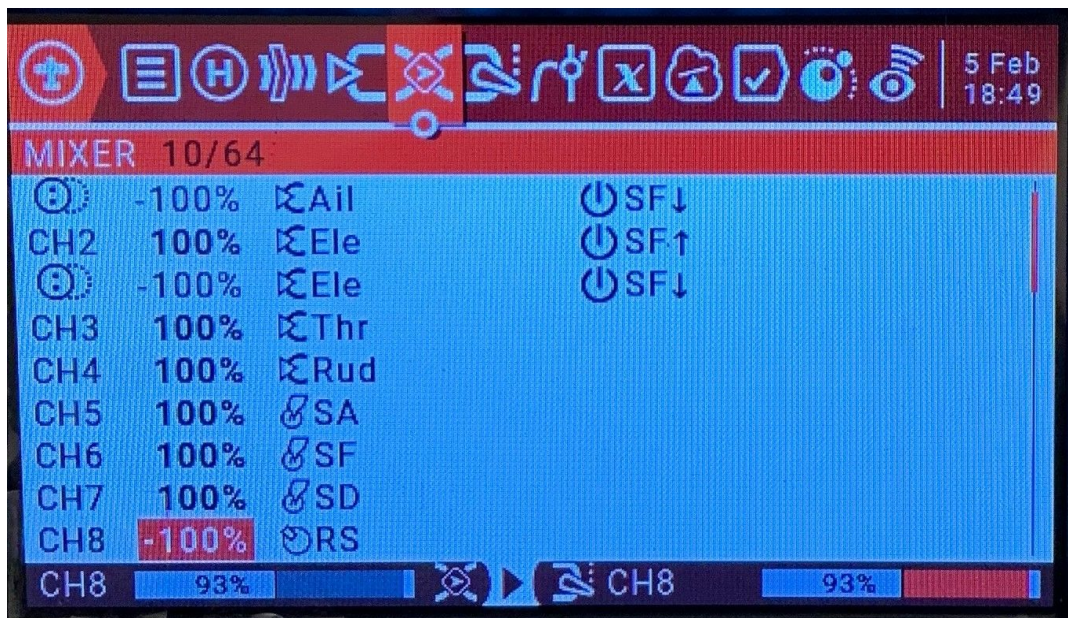 5 Feb
18:49
MIXER 10/64
-100% Ail SF↓
CH2 100% Ele SF↑
-100% Ele SF↓
CH3 100% Thr
CH4 100% Rud
CH5 100% SA
CH6 100% SF
CH7 100% SD
CH8 -100% RS
CH8 93% CH8 93%